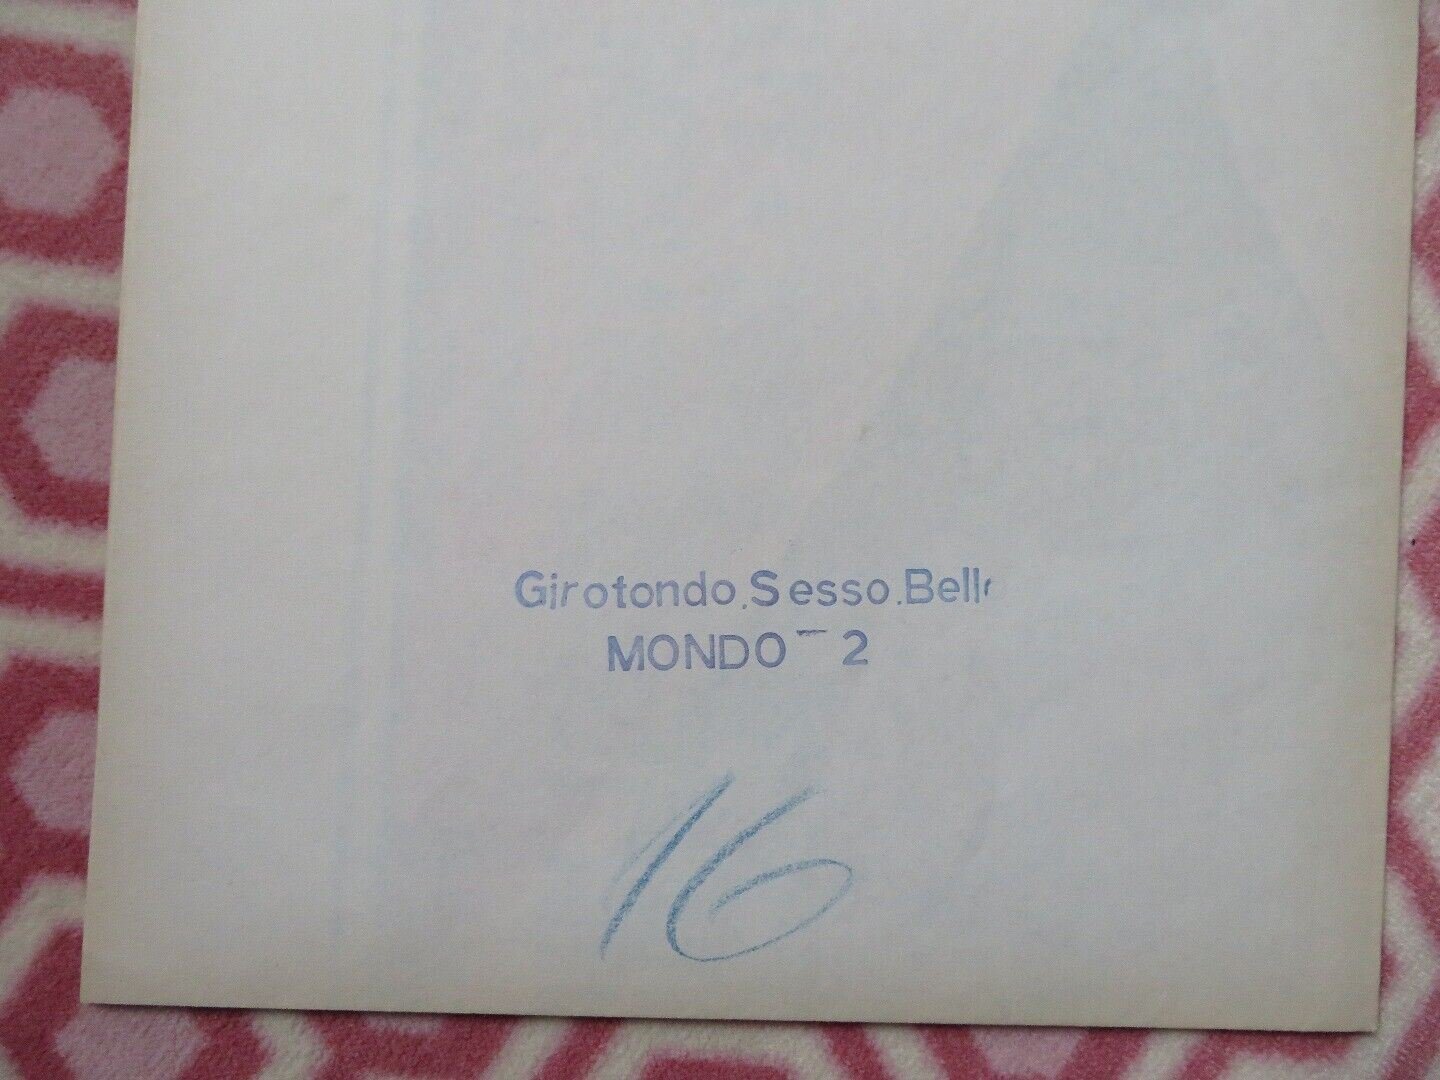 Girotondo.Sesso.Bell
MONDO - 2
16